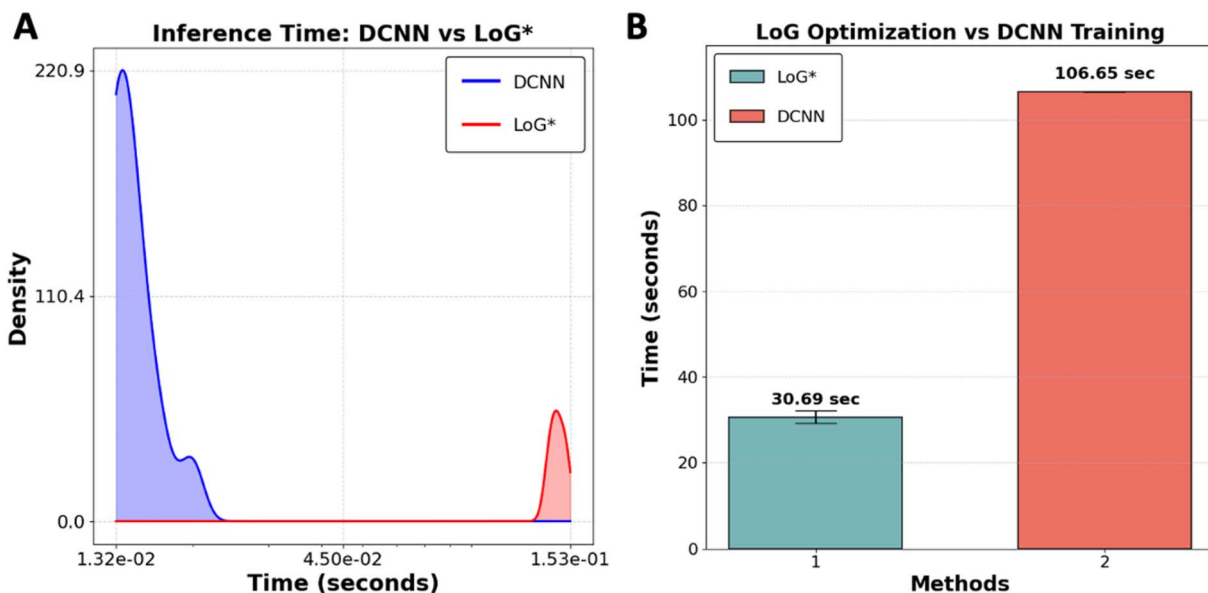 A
Inference Time: DCNN vs LoG*
220.9
110.4
0.0
Density
DCNN
LoG*
1.32e-02
4.50e-02
1.53e-01
Time (seconds)
B
LoG Optimization vs DCNN Training
LoG*
DCNN
106.65 sec
30.69 sec
100
80
60
40
20
0
Time (seconds)
1
2
Methods